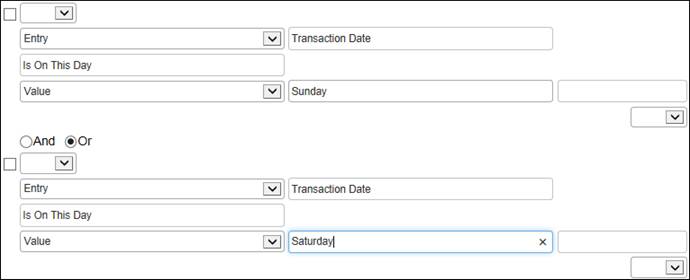 Entry Transaction Date
Is On This Day
Value Sunday
And Or
Entry Transaction Date
Is On This Day
Value Saturday